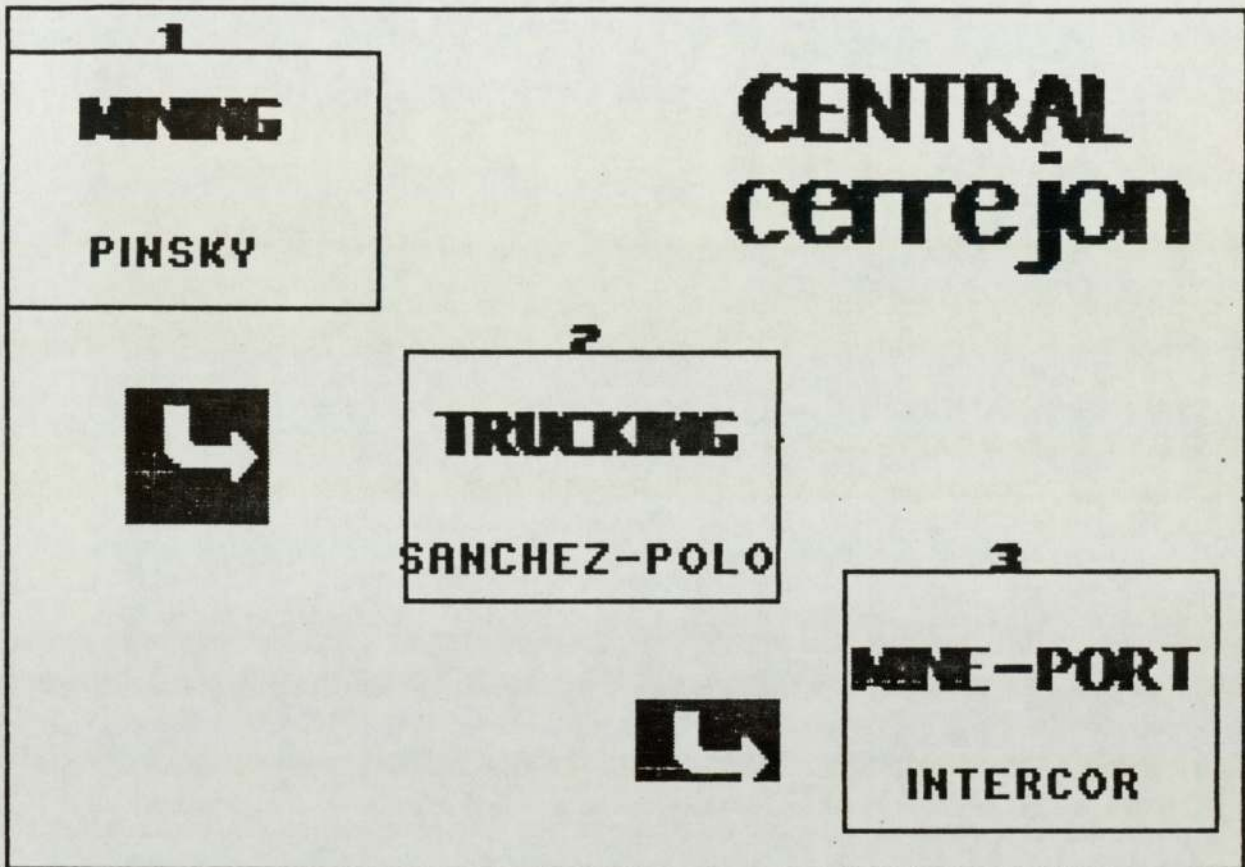 1
MINING
PINSKY
CENTRAL
cerrejon
2
TRUCKING
SANCHEZ-POLO
3
MINE-PORT
INTERCOR